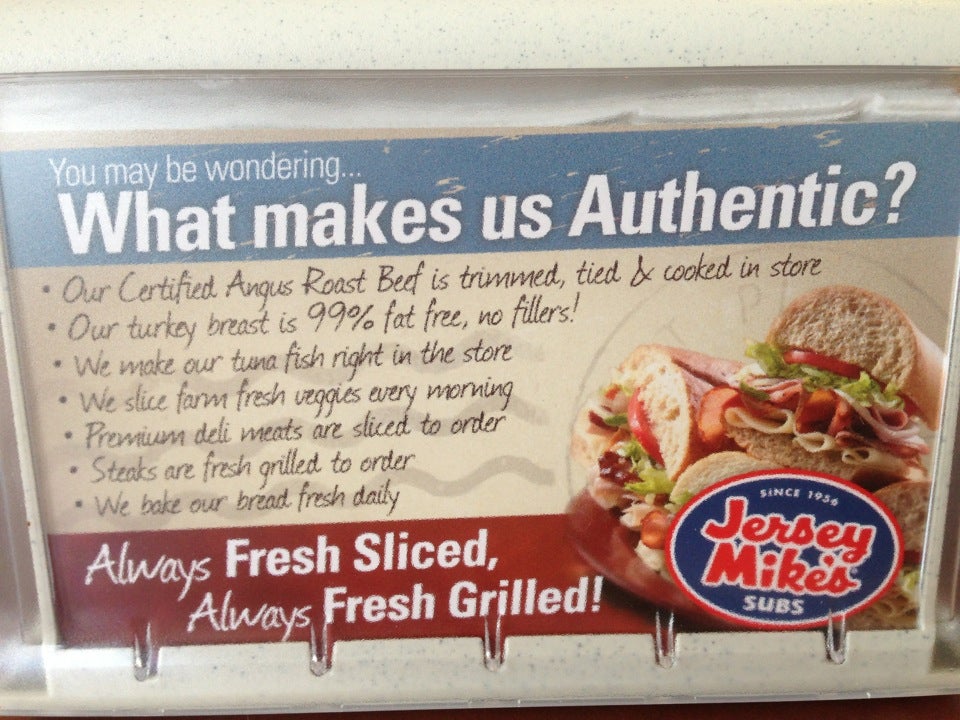 You may be wondering...
What makes us Authentic?
• Our Certified Angus Roast Beef is trimmed, tied & cooked in store
• Our turkey breast is 99% fat free, no fillers!
• We make our tuna fish right in the store
• We slice farm fresh veggies every morning
• Premium deli meats are sliced to order
• Steaks are fresh grilled to order
• We bake our bread fresh daily
Always Fresh Sliced,
Always Fresh Grilled!
SINCE 1956
Jersey
Mike's
SUBS